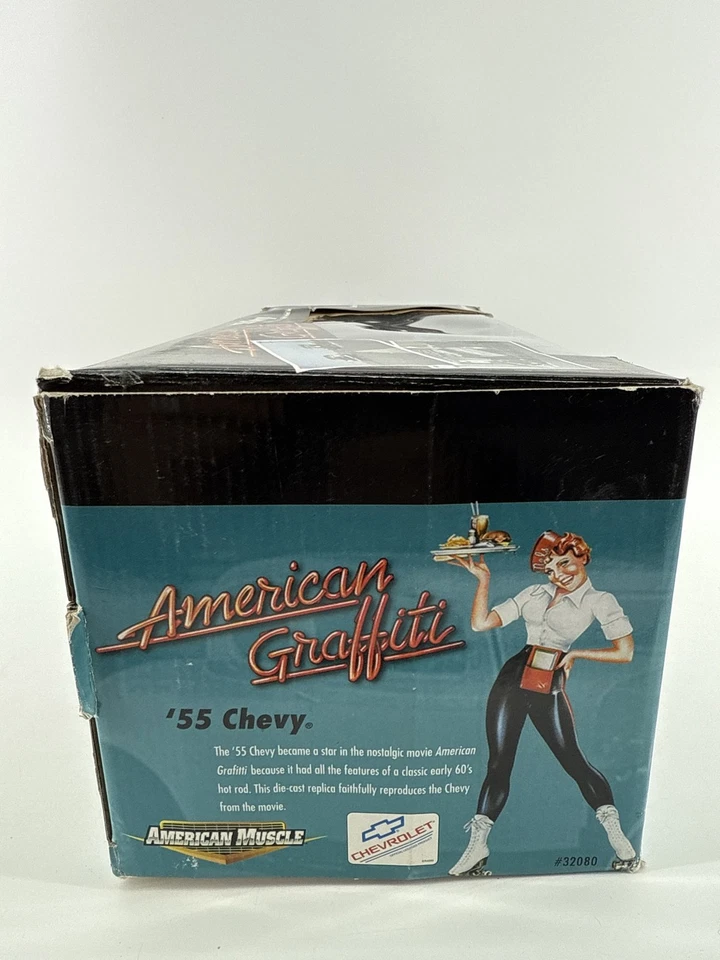 American
Graffiti
'55 Chevy®
The '55 Chevy became a star in the nostalgic movie American
Grafitti because it had all the features of a classic early 60's
hot rod. This die-cast replica faithfully reproduces the Chevy
from the movie.
AMERICAN MUSCLE
CHEVROLET
#32080